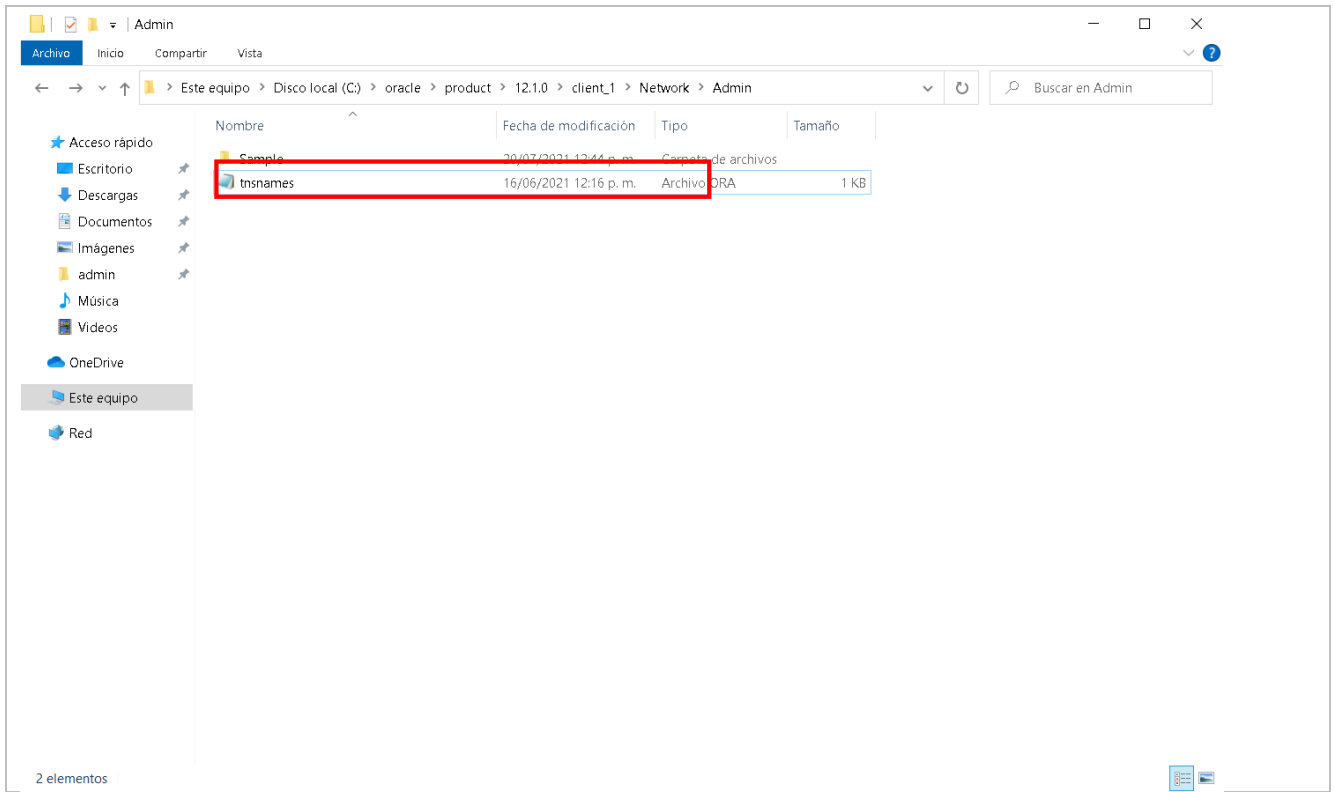 Admin
Archivo Inicio Compartir Vista
Este equipo > Disco local (C:) > oracle > product > 12.1.0 > client_1 > Network > Admin
Buscar en Admin
Nombre Fecha de modificación Tipo Tamaño
Acceso rápido
Sample 20/07/2021 12:44 p. m. Carpeta de archivos
Escritorio
tnsnames 16/06/2021 12:16 p. m. Archivo ORA 1 KB
Descargas
Documentos
Imágenes
admin
Música
Videos
OneDrive
Este equipo
Red
2 elementos